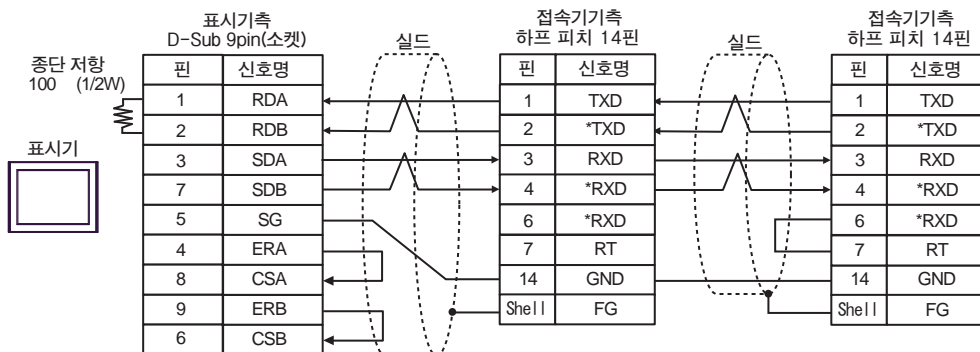 표시기측
D-Sub 9pin(소켓)
실드
접속기기측
하프 피치 14핀
실드
접속기기측
하프 피치 14핀
종단 저항
100 (1/2W)
표시기
핀 신호명
1 RDA
2 RDB
3 SDA
7 SDB
5 SG
4 ERA
8 CSA
9 ERB
6 CSB
핀 신호명
1 TXD
2 *TXD
3 RXD
4 *RXD
6 *RXD
7 RT
14 GND
Shell FG
핀 신호명
1 TXD
2 *TXD
3 RXD
4 *RXD
6 *RXD
7 RT
14 GND
Shell FG